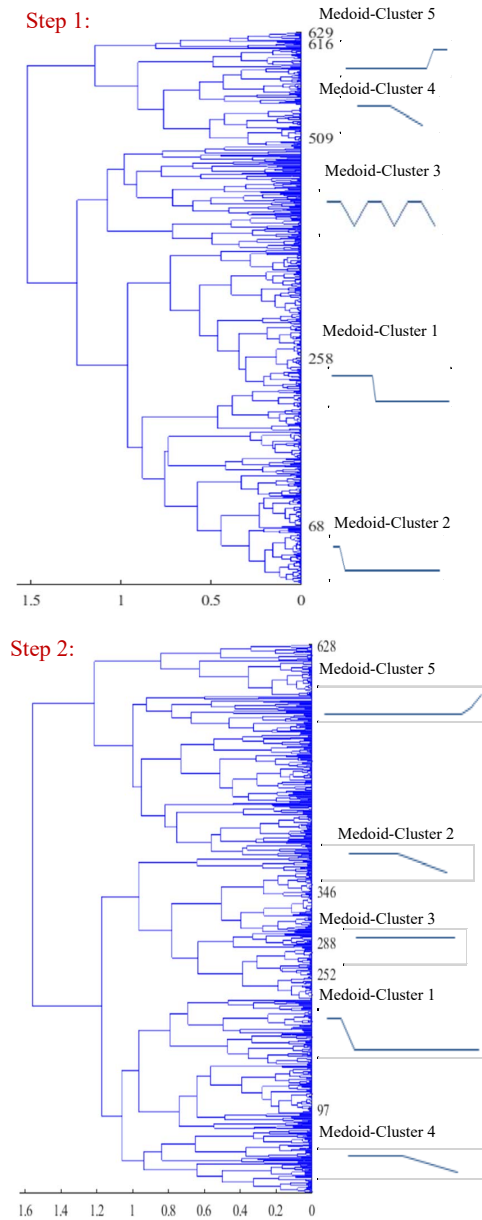 Step 1:
Medoid-Cluster 5
629
616
Medoid-Cluster 4
509
Medoid-Cluster 3
Medoid-Cluster 1
258
68
Medoid-Cluster 2
1.5 1 0.5 0
Step 2:
628
Medoid-Cluster 5
Medoid-Cluster 2
346
Medoid-Cluster 3
288
252
Medoid-Cluster 1
97
Medoid-Cluster 4
1.6 1.4 1.2 1 0.8 0.6 0.4 0.2 0